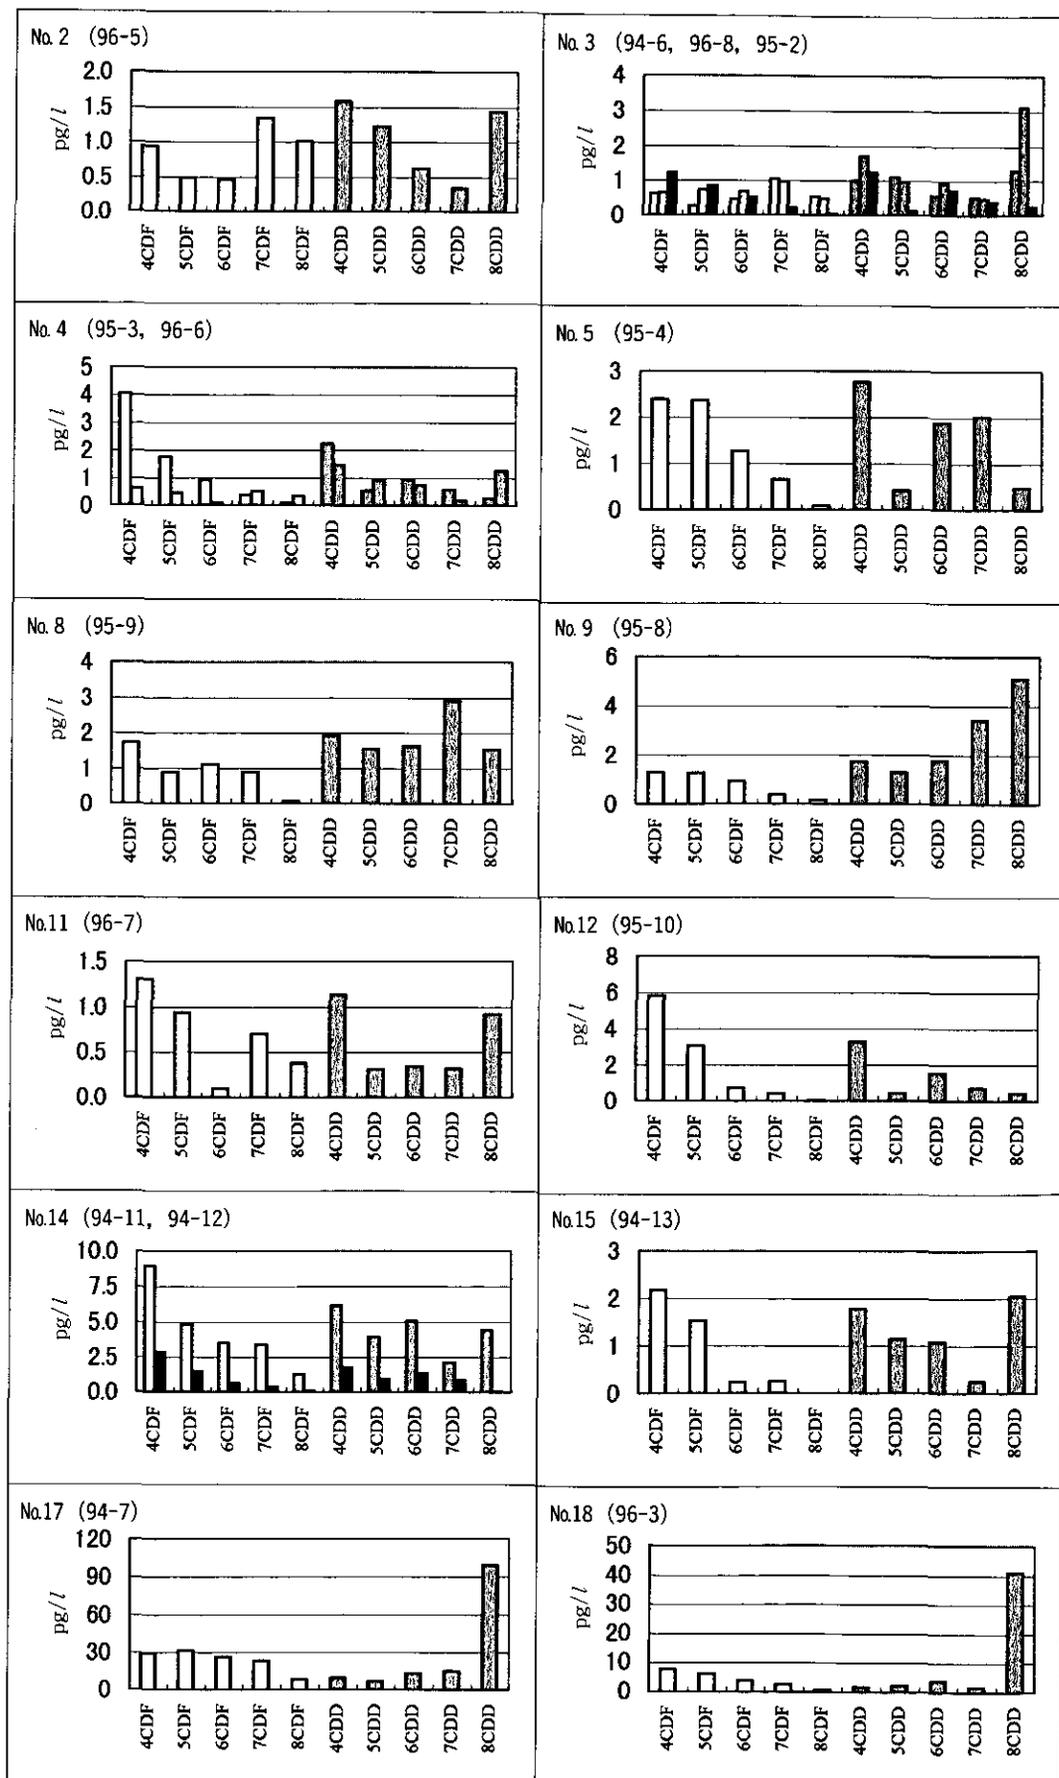 No. 2 (96-5)
2.0
1.5
1.0
0.5
0.0
pg/l
4CDF 5CDF 6CDF 7CDF 8CDF 4CDD 5CDD 6CDD 7CDD 8CDD
No. 3 (94-6, 96-8, 95-2)
4
3
2
1
0
pg/l
4CDF 5CDF 6CDF 7CDF 8CDF 4CDD 5CDD 6CDD 7CDD 8CDD
No. 4 (95-3, 96-6)
5
4
3
2
1
0
pg/l
4CDF 5CDF 6CDF 7CDF 8CDF 4CDD 5CDD 6CDD 7CDD 8CDD
No. 5 (95-4)
3
2
1
0
pg/l
4CDF 5CDF 6CDF 7CDF 8CDF 4CDD 5CDD 6CDD 7CDD 8CDD
No. 8 (95-9)
4
3
2
1
0
pg/l
4CDF 5CDF 6CDF 7CDF 8CDF 4CDD 5CDD 6CDD 7CDD 8CDD
No. 9 (95-8)
6
4
2
0
pg/l
4CDF 5CDF 6CDF 7CDF 8CDF 4CDD 5CDD 6CDD 7CDD 8CDD
No.11 (96-7)
1.5
1.0
0.5
0.0
pg/l
4CDF 5CDF 6CDF 7CDF 8CDF 4CDD 5CDD 6CDD 7CDD 8CDD
No.12 (95-10)
8
6
4
2
0
pg/l
4CDF 5CDF 6CDF 7CDF 8CDF 4CDD 5CDD 6CDD 7CDD 8CDD
No.14 (94-11, 94-12)
10.0
7.5
5.0
2.5
0.0
pg/l
4CDF 5CDF 6CDF 7CDF 8CDF 4CDD 5CDD 6CDD 7CDD 8CDD
No.15 (94-13)
3
2
1
0
pg/l
4CDF 5CDF 6CDF 7CDF 8CDF 4CDD 5CDD 6CDD 7CDD 8CDD
No.17 (94-7)
120
90
60
30
0
pg/l
4CDF 5CDF 6CDF 7CDF 8CDF 4CDD 5CDD 6CDD 7CDD 8CDD
No.18 (96-3)
50
40
30
20
10
0
pg/l
4CDF 5CDF 6CDF 7CDF 8CDF 4CDD 5CDD 6CDD 7CDD 8CDD